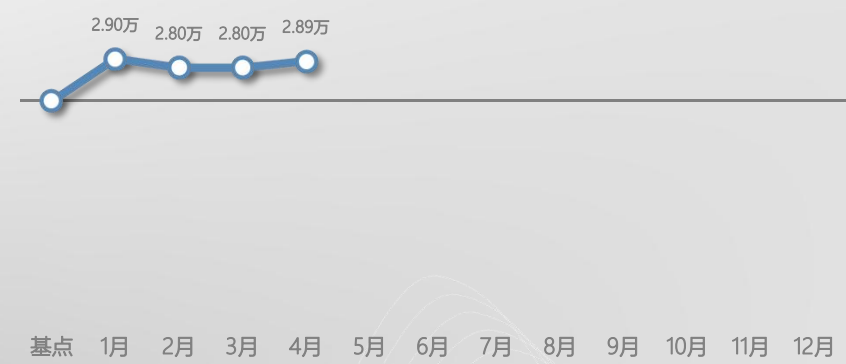 2.90万
2.80万
2.80万
2.89万
基点 1月 2月 3月 4月 5月 6月 7月 8月 9月 10月 11月 12月